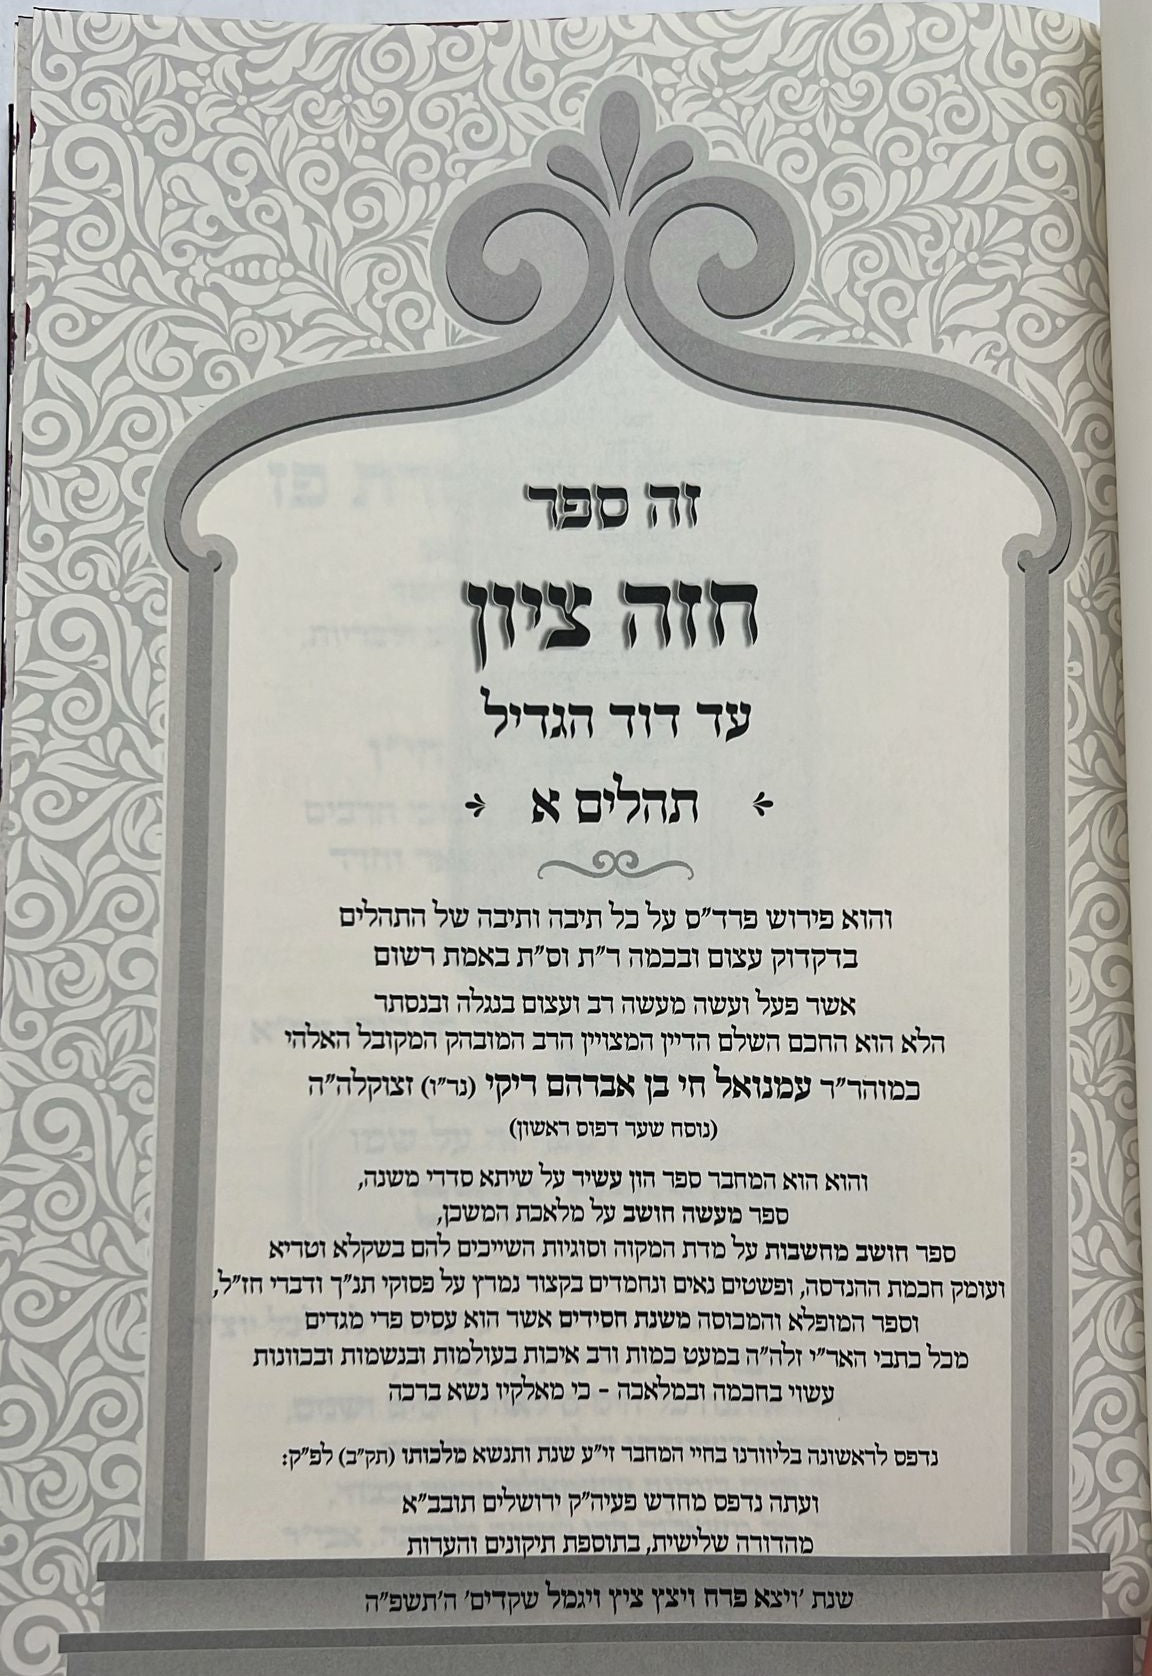 זה ספר
חזה ציון
עד דוד הגדיל
תהלים א
והוא פירוש פרד״ס על כל תיבה ותיבה של התהלים
בדקדוק עצום ובכמה ר״ת וס״ת באמת רשום
אשר פעל ועשה מעשה רב ועצום בנגלה ובנסתר
הלא הוא החכם השלם הדיין המצויין הרב המובהק המקובל האלהי
כמוהר״ר עמנואל חי בן אברהם ריקי (נר״ו) זצוקלה״ה
(נוסח שער דפוס ראשון)
והוא הוא המחבר ספר הון עשיר על שיתא סדרי משנה,
ספר מעשה חושב על מלאכת המשכן,
ספר חושב מחשבות על מדת המקוה וסוגיות השייכים להם בשקלא וטריא
ועומק חכמת ההנדסה, ופשטים נאים ונחמדים בקצור נמרץ על פסוקי תנ״ך ודברי חז״ל,
וספר המופלא והמכוסה משנת חסידים אשר הוא עסיס פרי מגדים
מכל כתבי האר״י זלה״ה במעט כמות ורב איכות בעולמות ובנשמות ובכוונות
עשוי בחכמה ובמלאכה - כי מאלקיו נשא ברכה
נדפס לראשונה בליוורנו בחיי המחבר זי״ע שנת ותנשא מלכותו (תק״ב) לפ״ק:
ועתה נדפס מחדש פעיה״ק ירושלים תובב״א
מהדורה שלישית, בתוספת תיקונים והערות
שנת ׳ויצא פרח ויצץ ציץ ויגמל שקדים׳ ה׳תשפ״ה